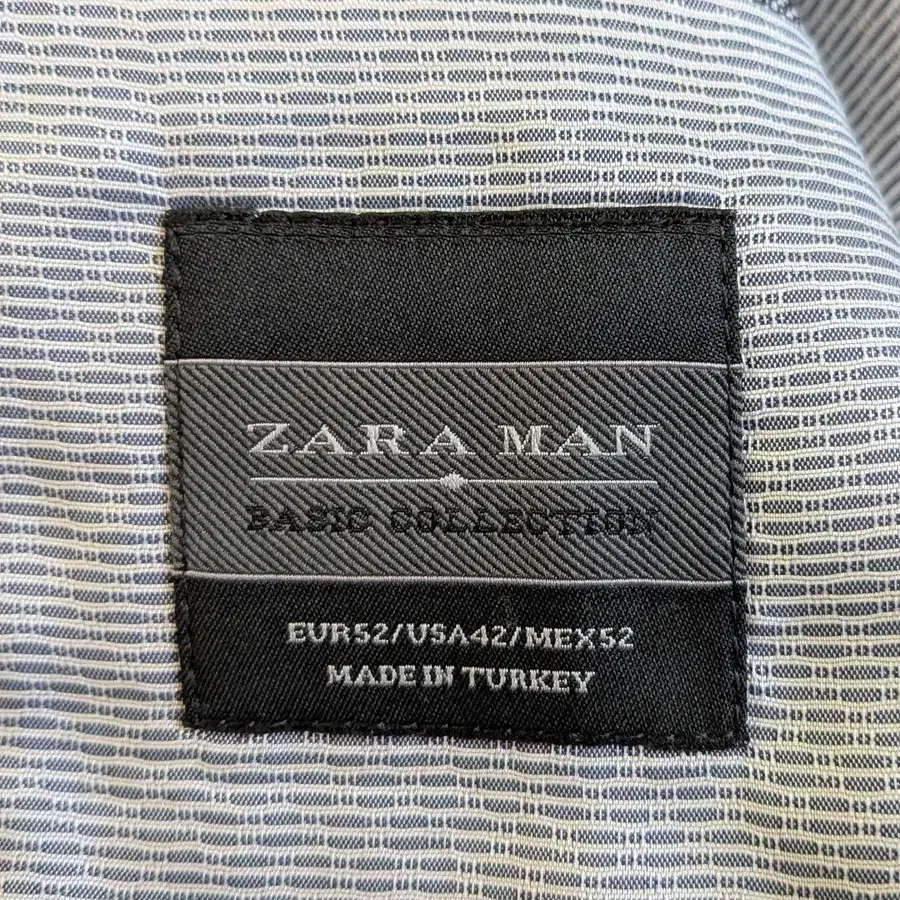 ZARA MAN
BASIC COLLECTION
EUR52/USA42/MEX52
MADE IN TURKEY